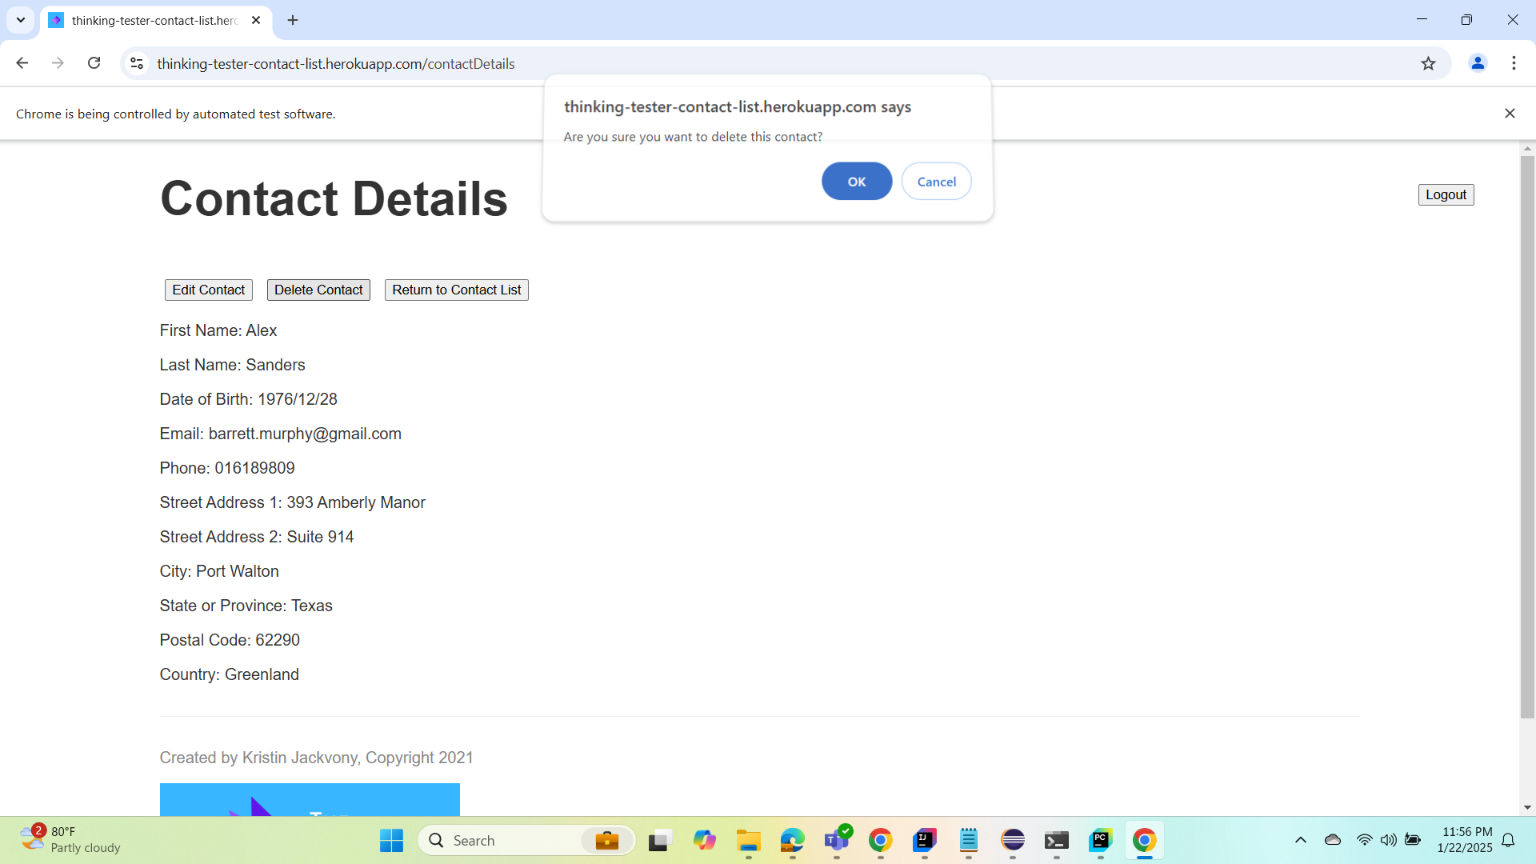 thinking-tester-contact-list.herc
thinking-tester-contact-list.herokuapp.com/contactDetails
Chrome is being controlled by automated test software.
thinking-tester-contact-list.herokuapp.com says
Are you sure you want to delete this contact?
OK
Cancel
Contact Details
Logout
Edit Contact
Delete Contact
Return to Contact List
First Name: Alex
Last Name: Sanders
Date of Birth: 1976/12/28
Email: barrett.murphy@gmail.com
Phone: 016189809
Street Address 1: 393 Amberly Manor
Street Address 2: Suite 914
City: Port Walton
State or Province: Texas
Postal Code: 62290
Country: Greenland
Created by Kristin Jackvony, Copyright 2021
2
80°F
Partly cloudy
Search
11:56 PM
1/22/2025